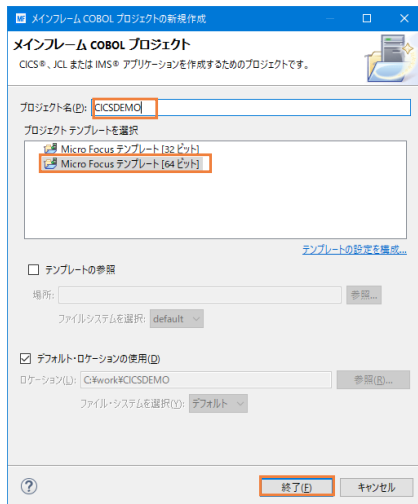 メインフレーム COBOL プロジェクトの新規作成
メインフレーム COBOL プロジェクト
CICS®、JCL または IMS® アプリケーションを作成するためのプロジェクトです。
プロジェクト名(P): CICSDEMO
プロジェクト テンプレートを選択
Micro Focus テンプレート [32 ビット]
Micro Focus テンプレート [64 ビット]
テンプレートの設定を構成...
テンプレートの参照
場所: 参照...
ファイルシステムを選択: default
デフォルト・ロケーションの使用(D)
ロケーション(L): C:¥work¥CICSDEMO 参照(R)...
ファイル・システムを選択(Y): デフォルト
? 終了(F) キャンセル